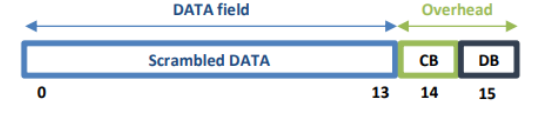 DATA field Overhead
Scrambled DATA CB DB
0 13 14 15